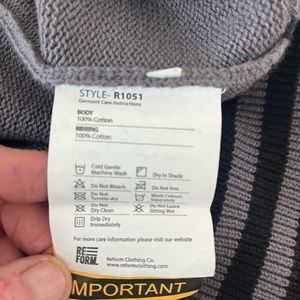 STYLE- R1051
Garment Care Instructions
BODY
100% Cotton
RIBBING
100% Cotton
Cold Gentle
Machine Wash
Dry In Shade
Do Not Bleach
Do Not Iron
Do Not
Tumble dry
Wash Colours
Separately
Do Not
Dry Clean
Do Not Leave
Sitting Wet
Drip Dry
Immediately
For more care information please visit our website
RE
FORM.
Reform Clothing Co.
www.reformclothing.com
IMPORTANT